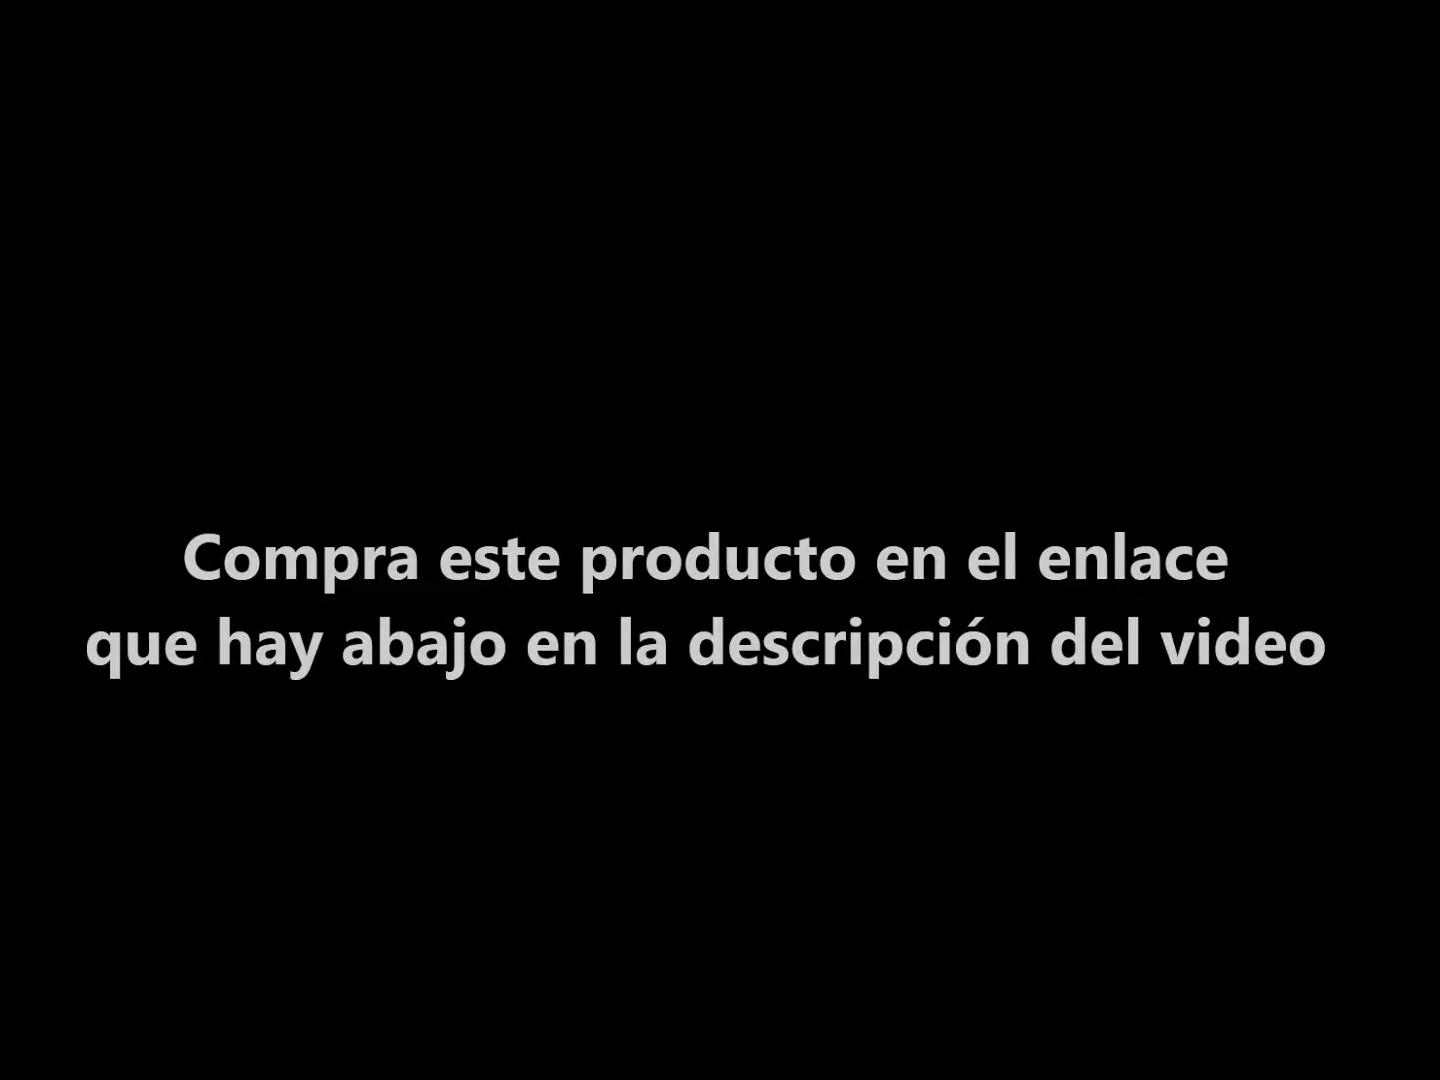 Compra este producto en el enlace
que hay abajo en la descripción del video